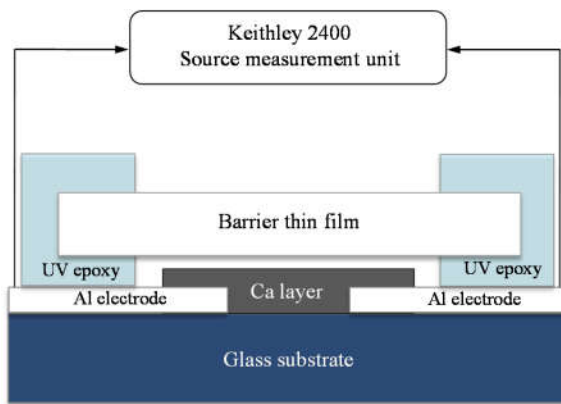 Keithley 2400
Source measurement unit
Barrier thin film
UV epoxy
UV epoxy
Al electrode
Ca layer
Al electrode
Glass substrate